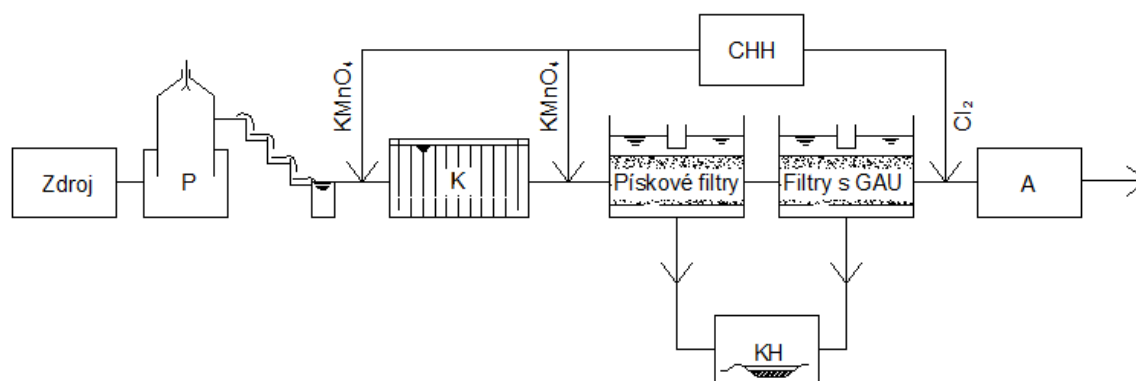 CHH
KMnO₄
KMnO₄
Cl₂
Zdroj
P
K
Pískové filtry
Filtry s GAU
A
KH